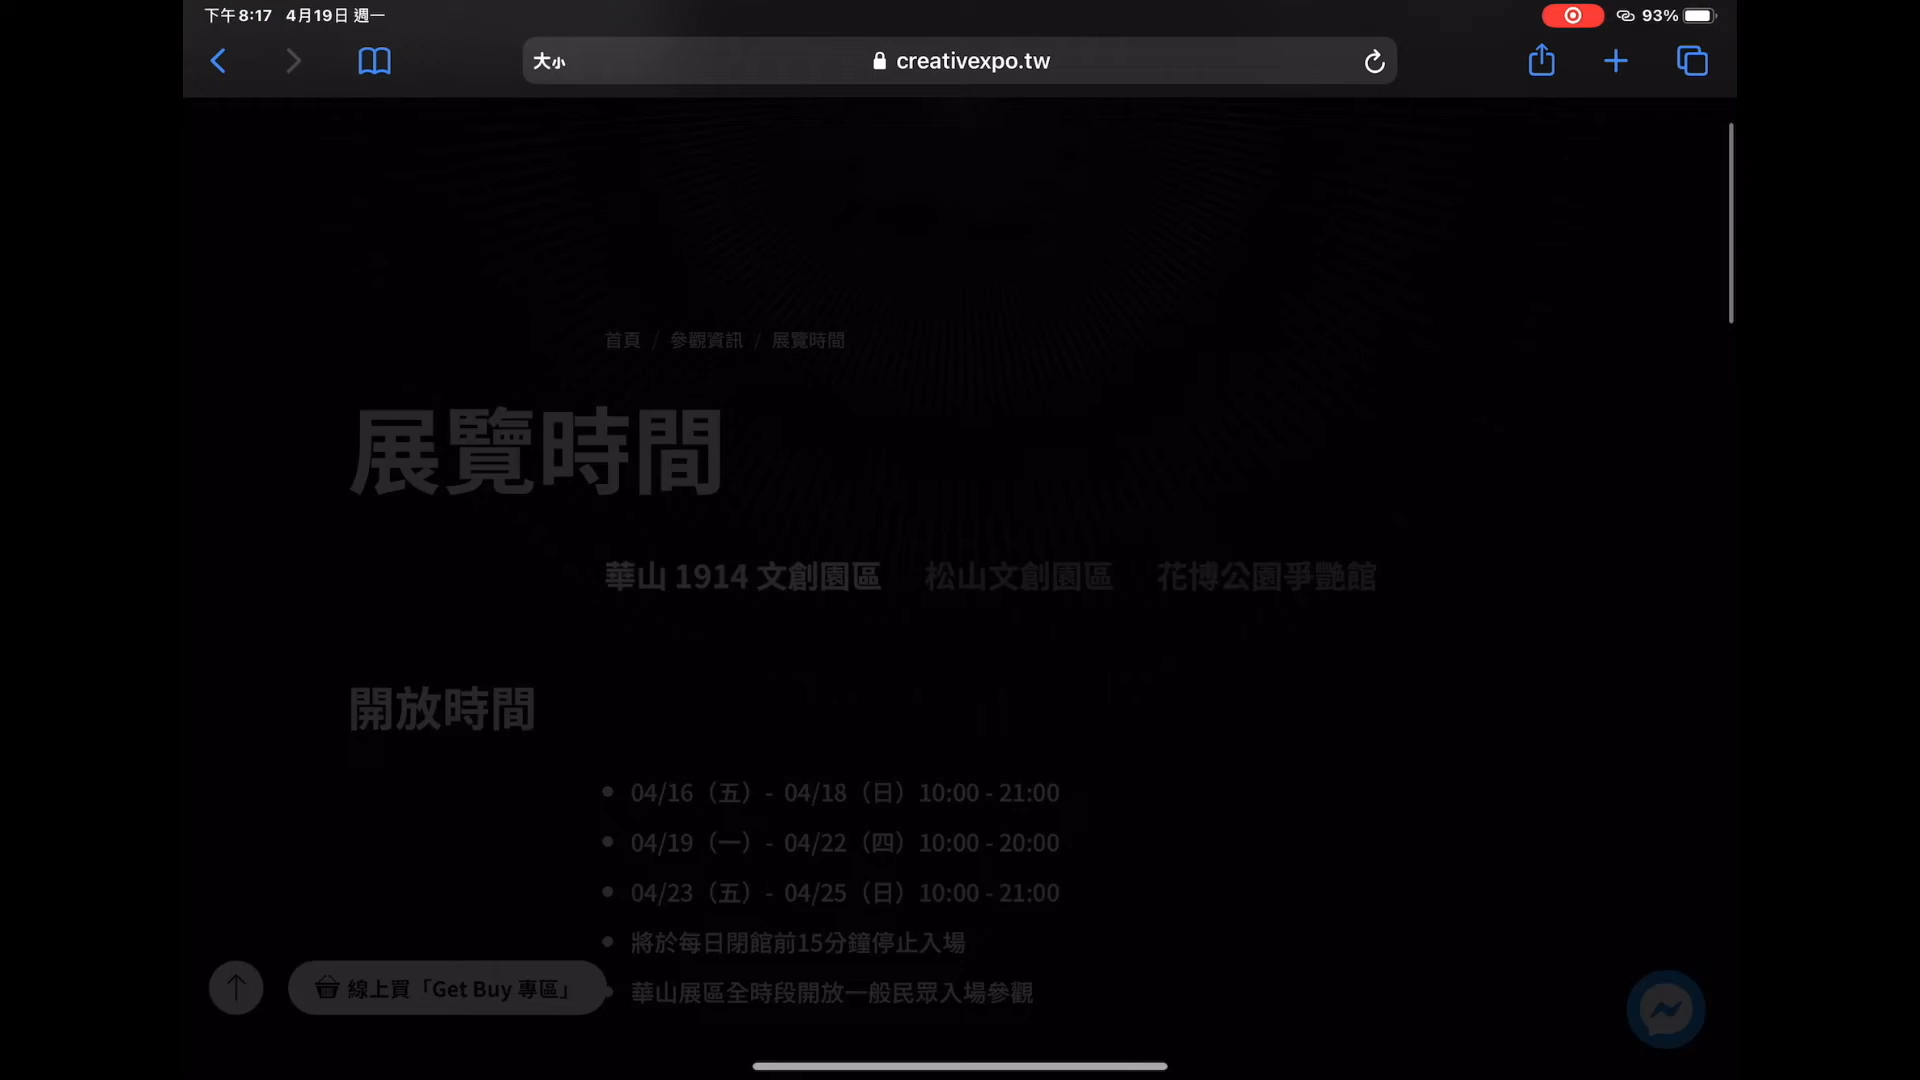 下午8:17 4月19日 週一
93%
大小
creativexpo.tw
首頁 / 參觀資訊 / 展覽時間
展覽時間
華山 1914 文創園區 松山文創園區 花博公園爭艷館
開放時間
04/16（五）- 04/18（日）10:00 - 21:00
04/19（一）- 04/22（四）10:00 - 20:00
04/23（五）- 04/25（日）10:00 - 21:00
將於每日閉館前15分鐘停止入場
華山展區全時段開放一般民眾入場參觀
線上買「Get Buy 專區」